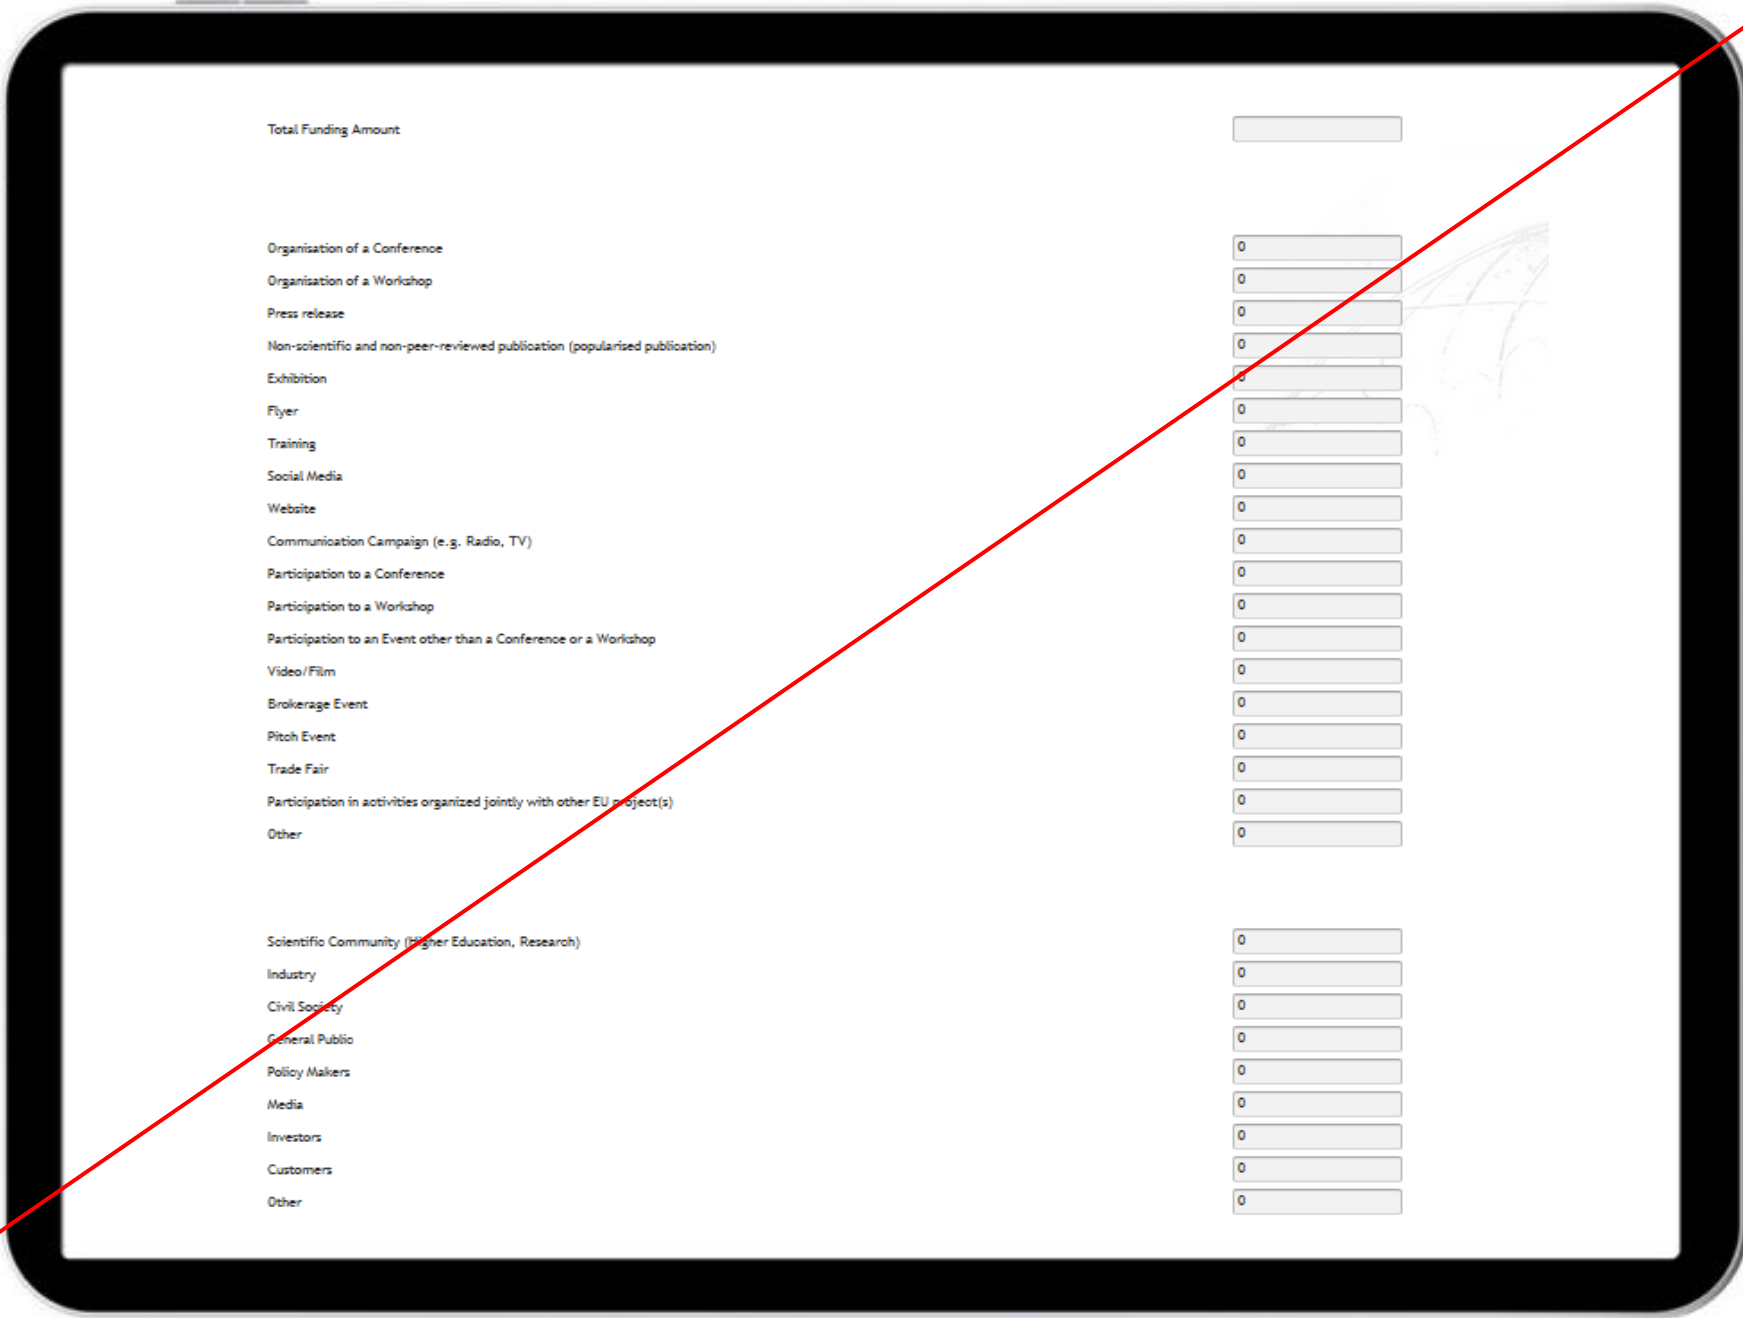 Total Funding Amount
Organisation of a Conference 0
Organisation of a Workshop 0
Press release 0
Non-scientific and non-peer-reviewed publication (popularised publication) 0
Exhibition 0
Flyer 0
Training 0
Social Media 0
Website 0
Communication Campaign (e.g. Radio, TV) 0
Participation to a Conference 0
Participation to a Workshop 0
Participation to an Event other than a Conference or a Workshop 0
Video/Film 0
Brokerage Event 0
Pitch Event 0
Trade Fair 0
Participation in activities organized jointly with other EU project(s) 0
Other 0
Scientific Community (Higher Education, Research) 0
Industry 0
Civil Society 0
General Public 0
Policy Makers 0
Media 0
Investors 0
Customers 0
Other 0